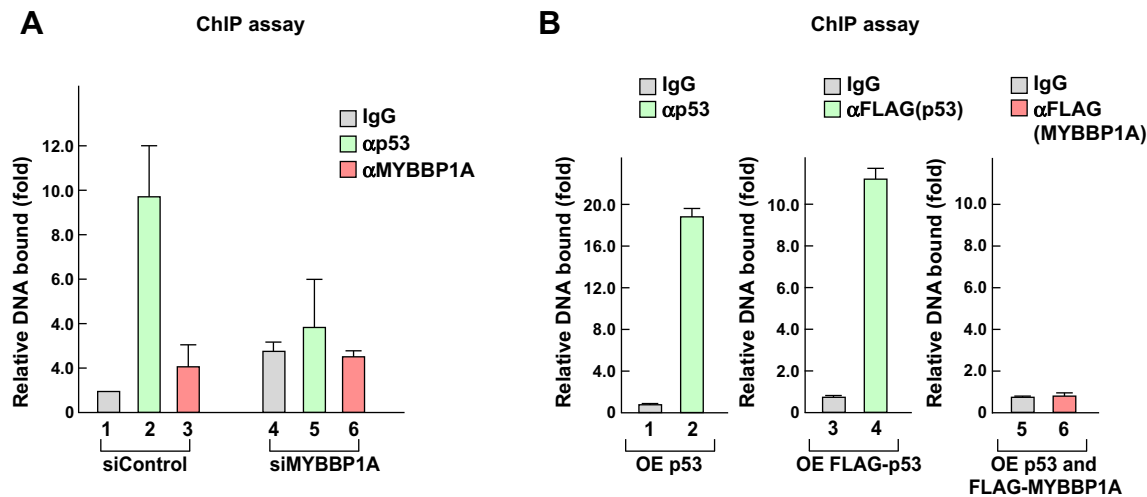 A
ChIP assay
IgG
αp53
αMYBBP1A
Relative DNA bound (fold)
12.0
10.0
8.0
6.0
4.0
4.0
0
1 2 3 4 5 6
siControl siMYBBP1A
B
ChIP assay
IgG
αp53
Relative DNA bound (fold)
20.0
16.0
12.0
8.0
4.0
0
1 2
OE p53
IgG
αFLAG(p53)
Relative DNA bound (fold)
10.0
8.0
6.0
4.0
2.0
0
3 4
OE FLAG-p53
IgG
αFLAG
(MYBBP1A)
Relative DNA bound (fold)
10.0
8.0
6.0
4.0
2.0
0
5 6
OE p53 and
FLAG-MYBBP1A